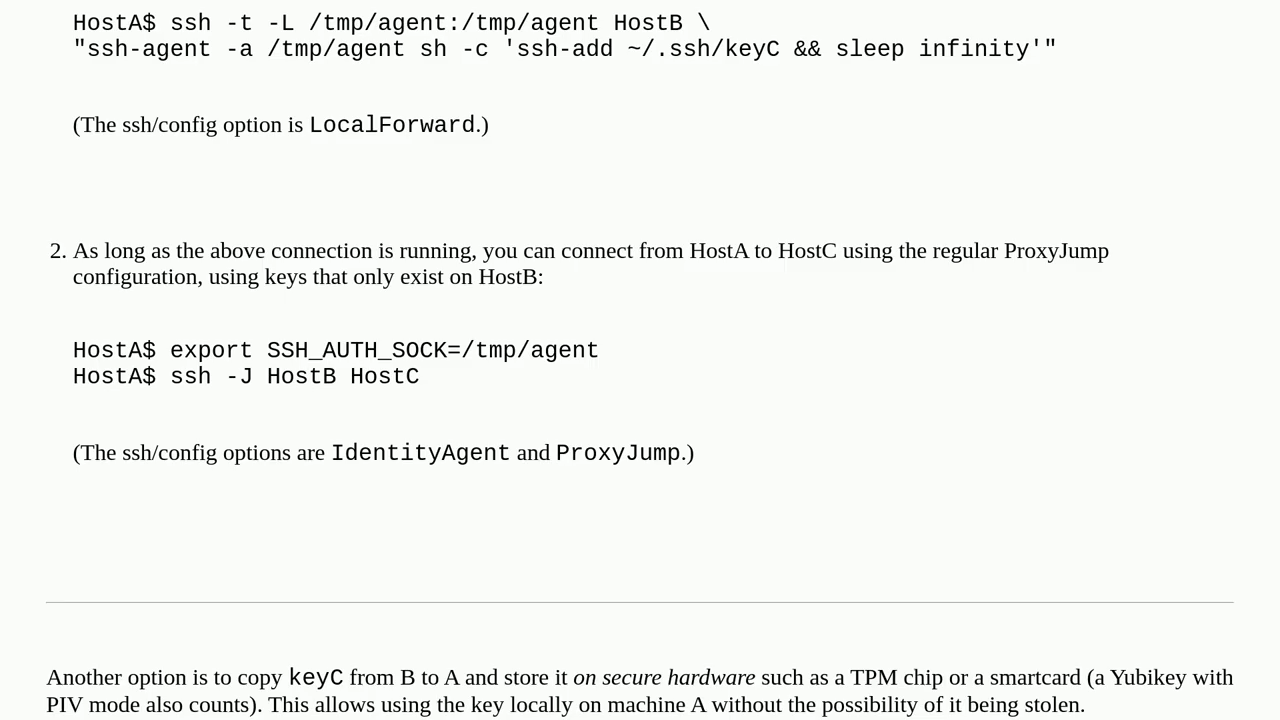 HostA$ ssh -t -L /tmp/agent:/tmp/agent HostB \
"ssh-agent -a /tmp/agent sh -c 'ssh-add ~/.ssh/keyC && sleep infinity'"
(The ssh/config option is LocalForward.)
2. As long as the above connection is running, you can connect from HostA to HostC using the regular ProxyJump
configuration, using keys that only exist on HostB:
HostA$ export SSH_AUTH_SOCK=/tmp/agent
HostA$ ssh -J HostB HostC
(The ssh/config options are IdentityAgent and ProxyJump.)
Another option is to copy keyC from B to A and store it on secure hardware such as a TPM chip or a smartcard (a Yubikey with
PIV mode also counts). This allows using the key locally on machine A without the possibility of it being stolen.